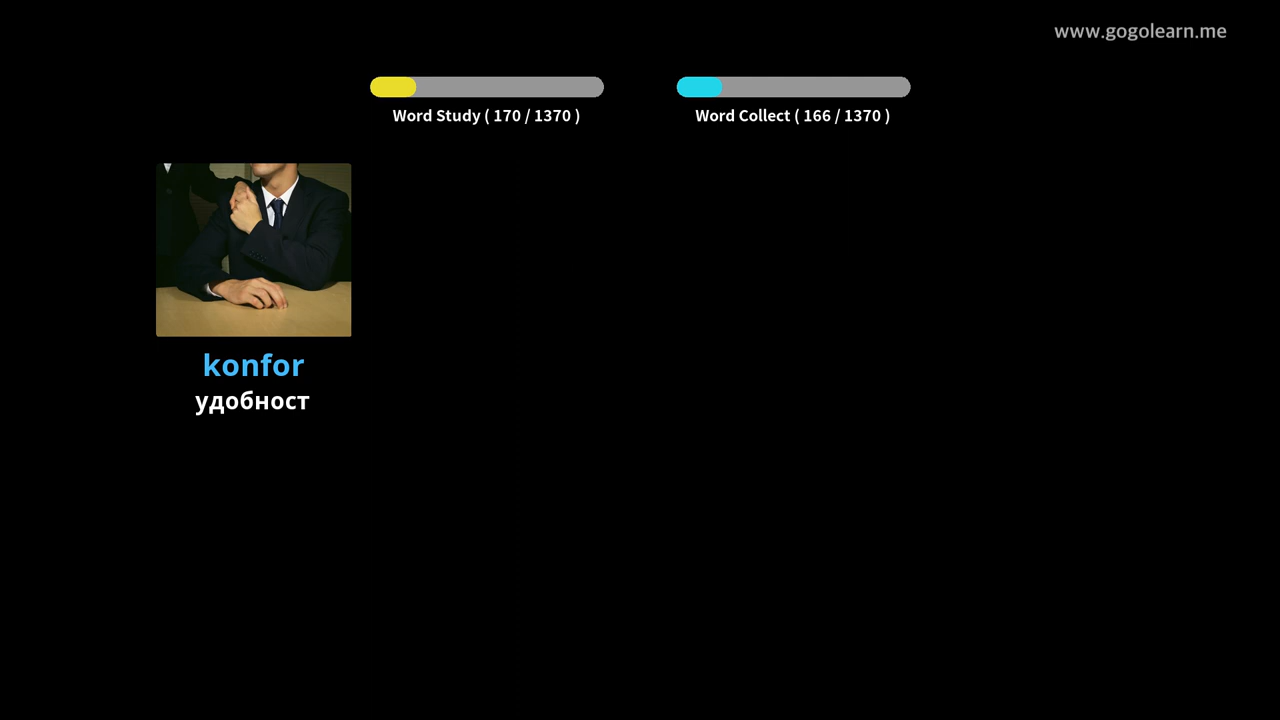 www.gogolearn.me
Word Study ( 170 / 1370 )
Word Collect ( 166 / 1370 )
konfor
удобност